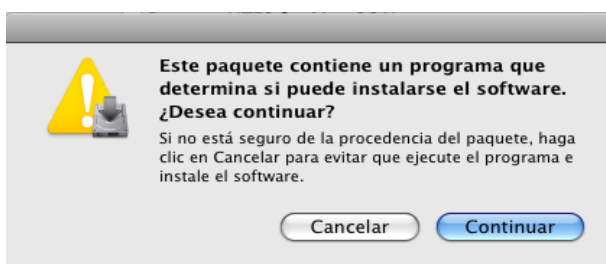 Este paquete contiene un programa que
determina si puede instalarse el software.
¿Desea continuar?
Si no está seguro de la procedencia del paquete, haga
clic en Cancelar para evitar que ejecute el programa e
instale el software.
Cancelar Continuar